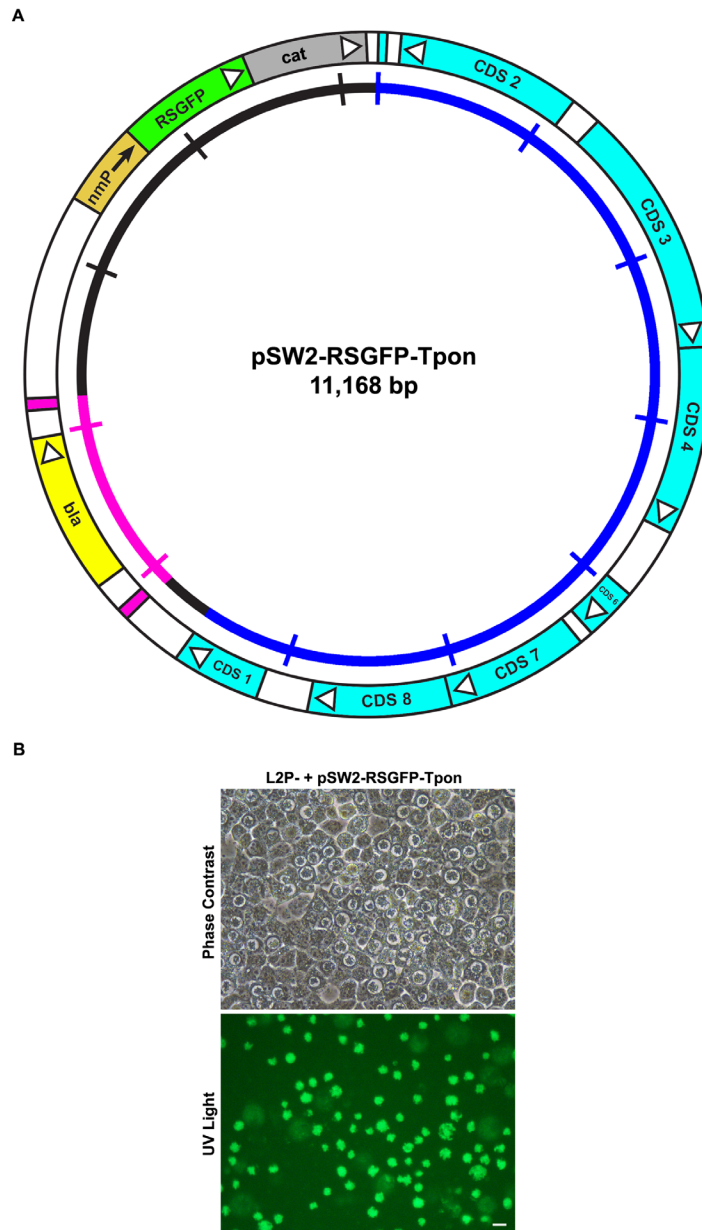 A
cat
CDS 2
RSGFP
nmP
CDS 3
pSW2-RSGFP-Tpon
11,168 bp
CDS 4
bla
CDS 6
CDS 7
CDS 1
CDS 8
B
L2P- + pSW2-RSGFP-Tpon
Phase Contrast
UV Light